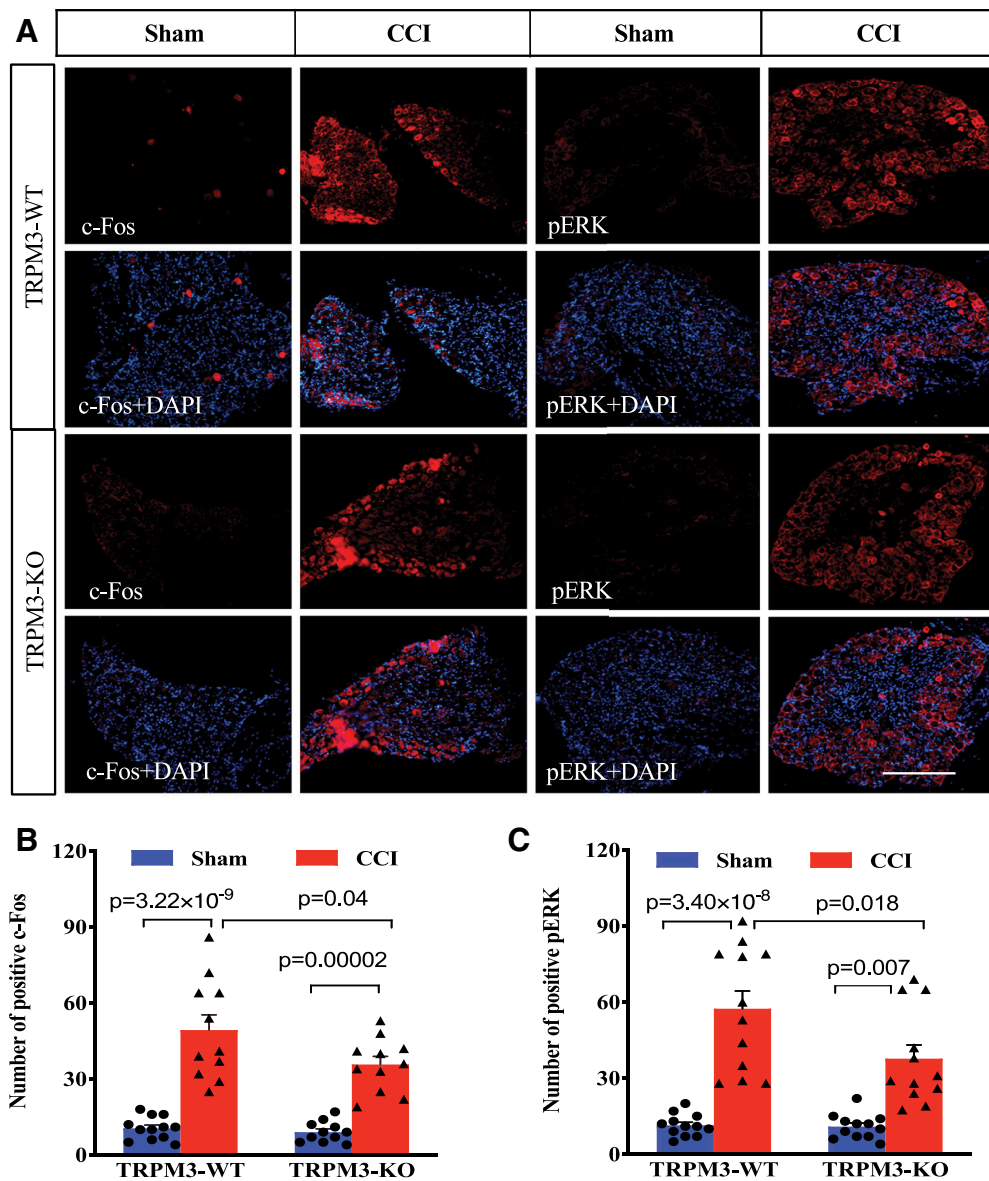 A
Sham CCI Sham CCI
TRPM3-WT
c-Fos pERK
c-Fos+DAPI pERK+DAPI
TRPM3-KO
c-Fos pERK
c-Fos+DAPI pERK+DAPI
B
120
Sham CCI
p=3.22×10⁻⁹
p=0.04
90
p=0.00002
Number of positive c-Fos
60
30
0
TRPM3-WT TRPM3-KO
C
120
Sham CCI
p=3.40×10⁻⁸
p=0.018
90
p=0.007
Number of positive pERK
60
30
0
TRPM3-WT TRPM3-KO